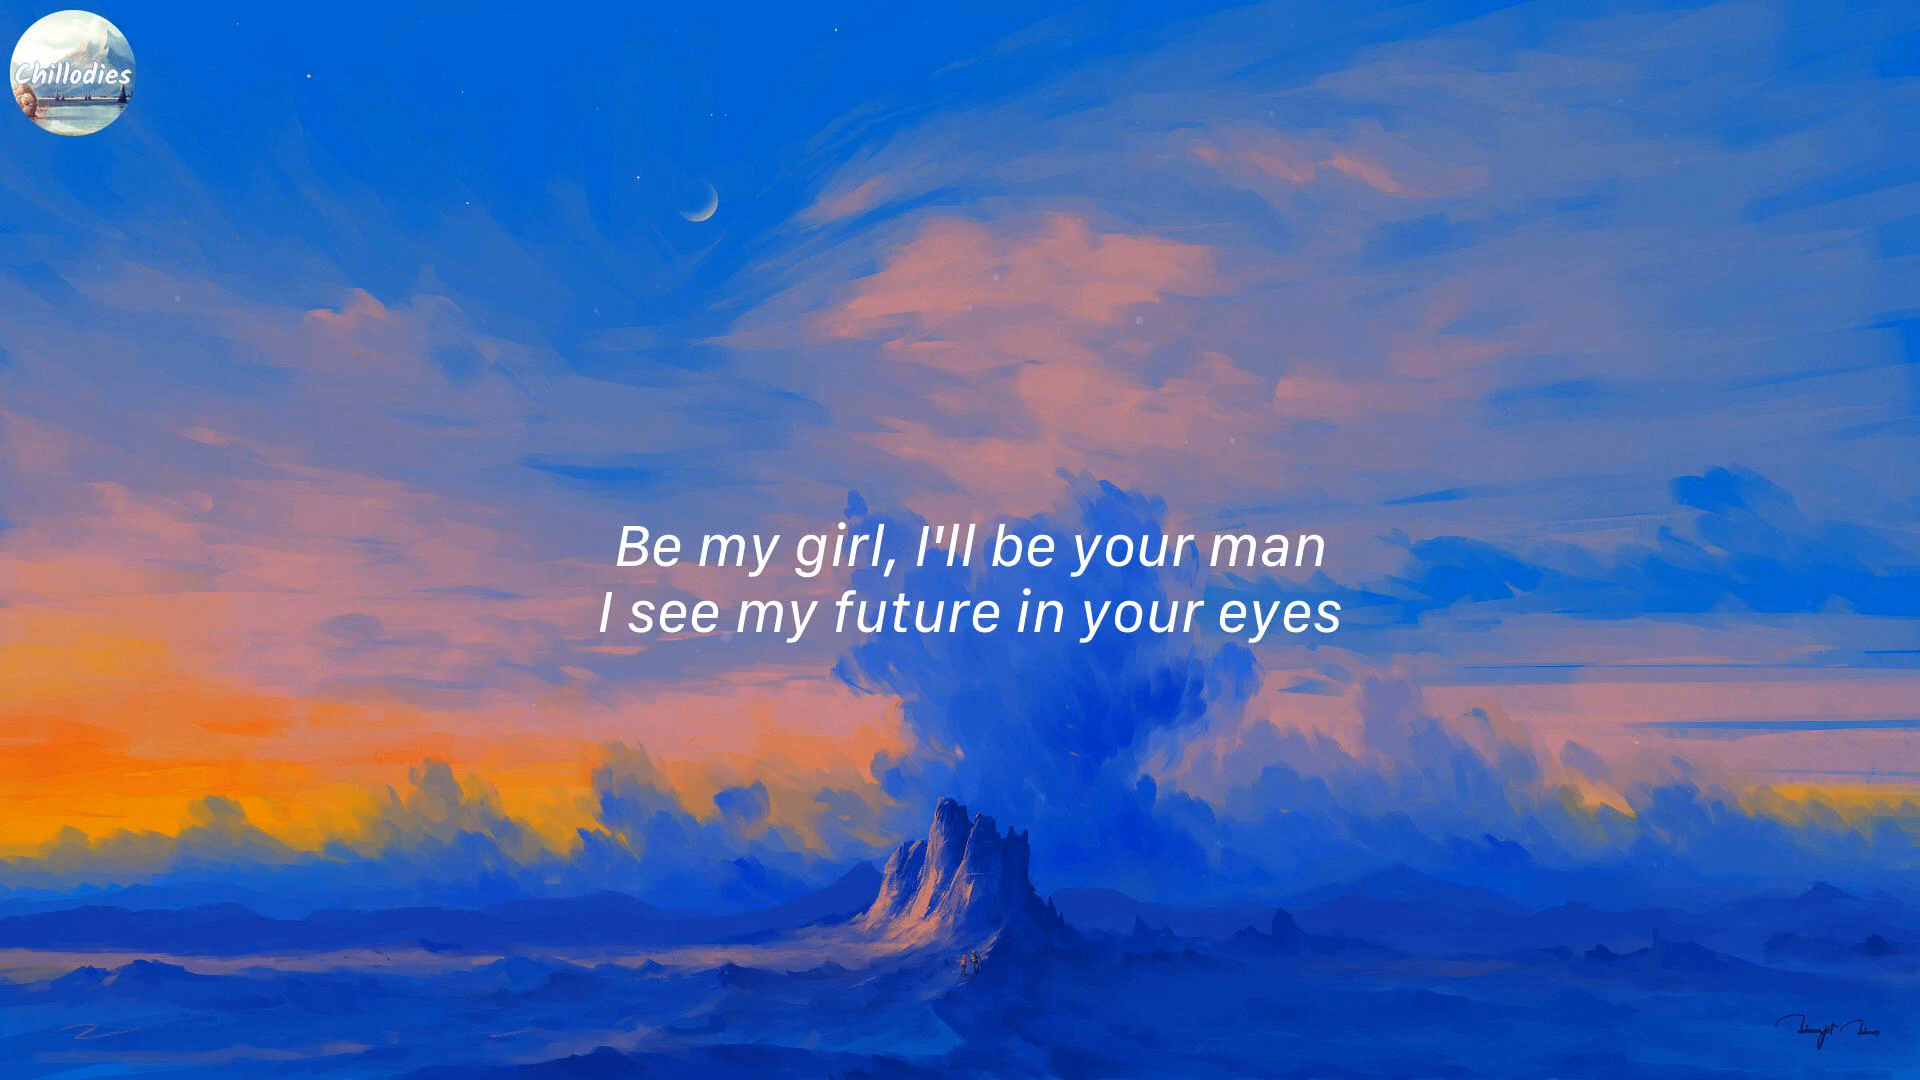 Chillodies
Be my girl, I'll be your man
I see my future in your eyes